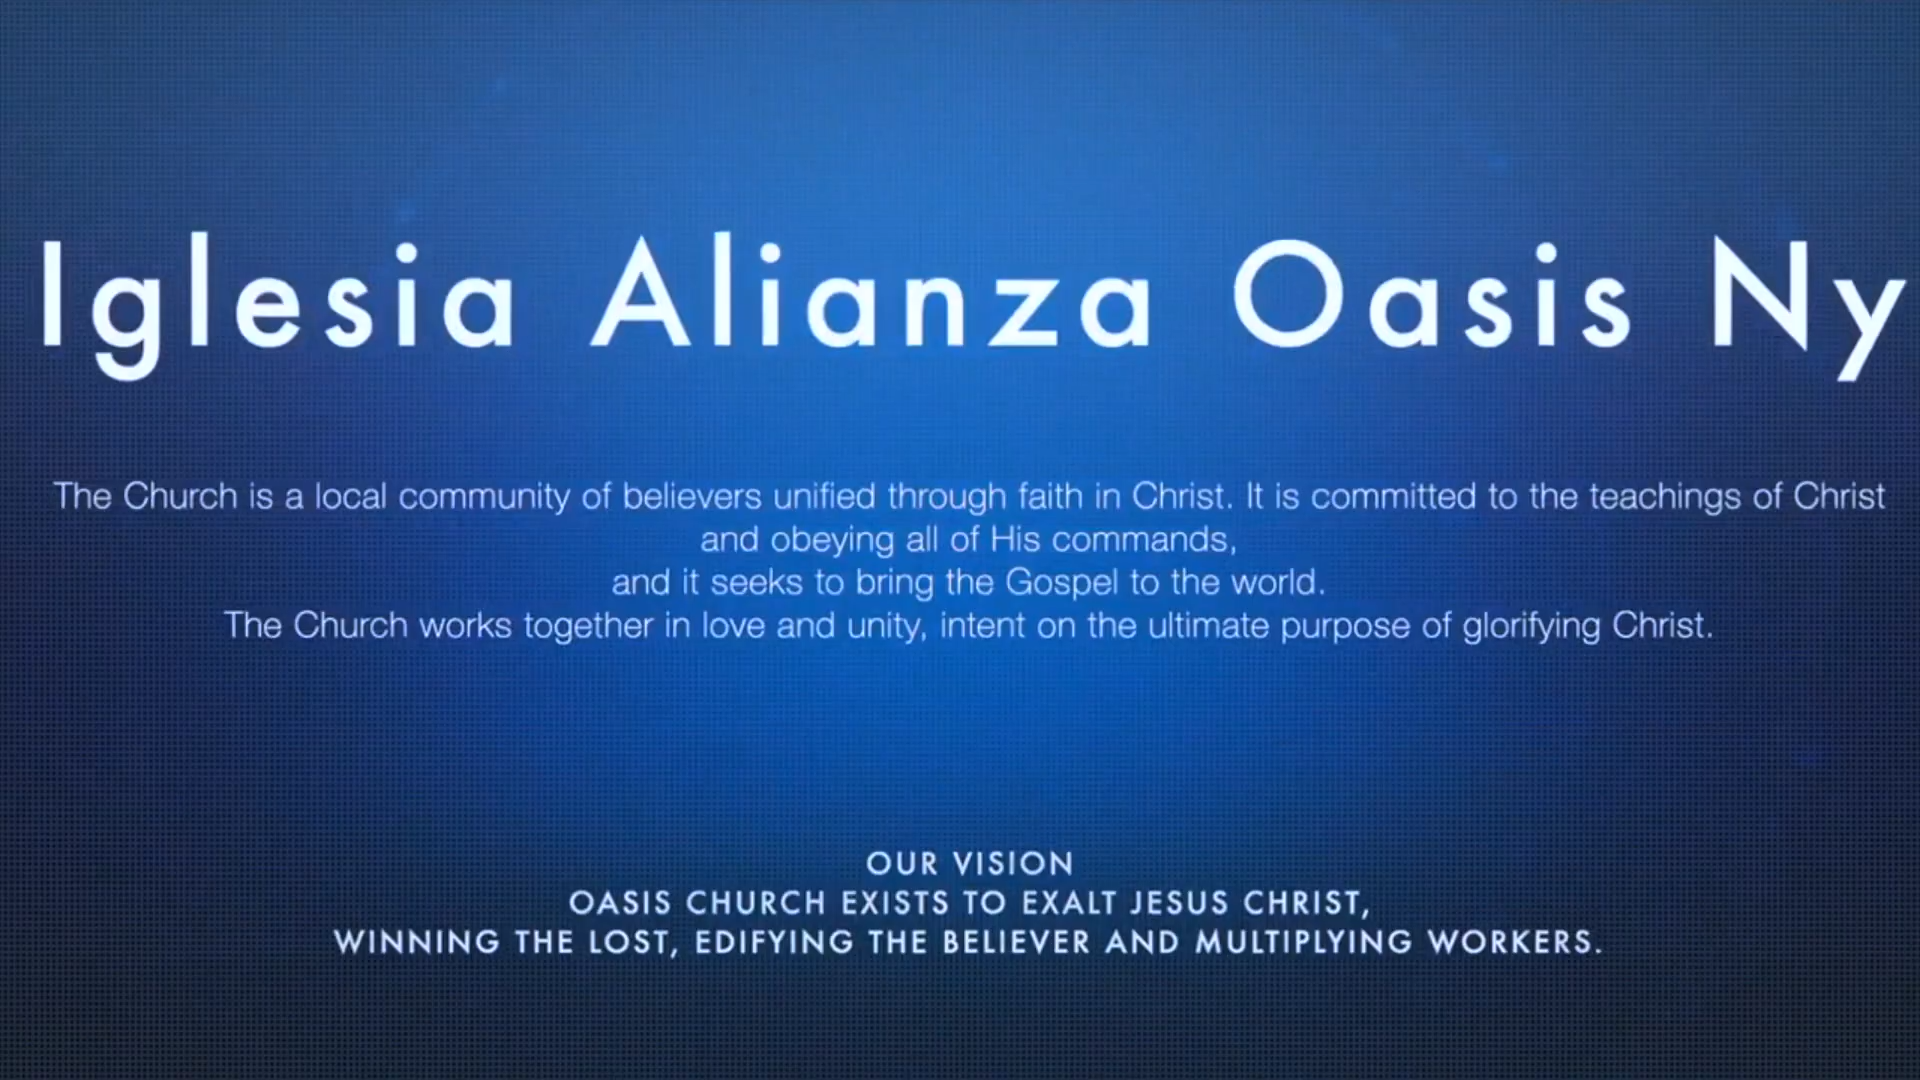 Iglesia Alianza Oasis Ny
The Church is a local community of believers unified through faith in Christ. It is committed to the teachings of Christ
and obeying all of His commands,
and it seeks to bring the Gospel to the world.
The Church works together in love and unity, intent on the ultimate purpose of glorifying Christ.
OUR VISION
OASIS CHURCH EXISTS TO EXALT JESUS CHRIST,
WINNING THE LOST, EDIFYING THE BELIEVER AND MULTIPLYING WORKERS.